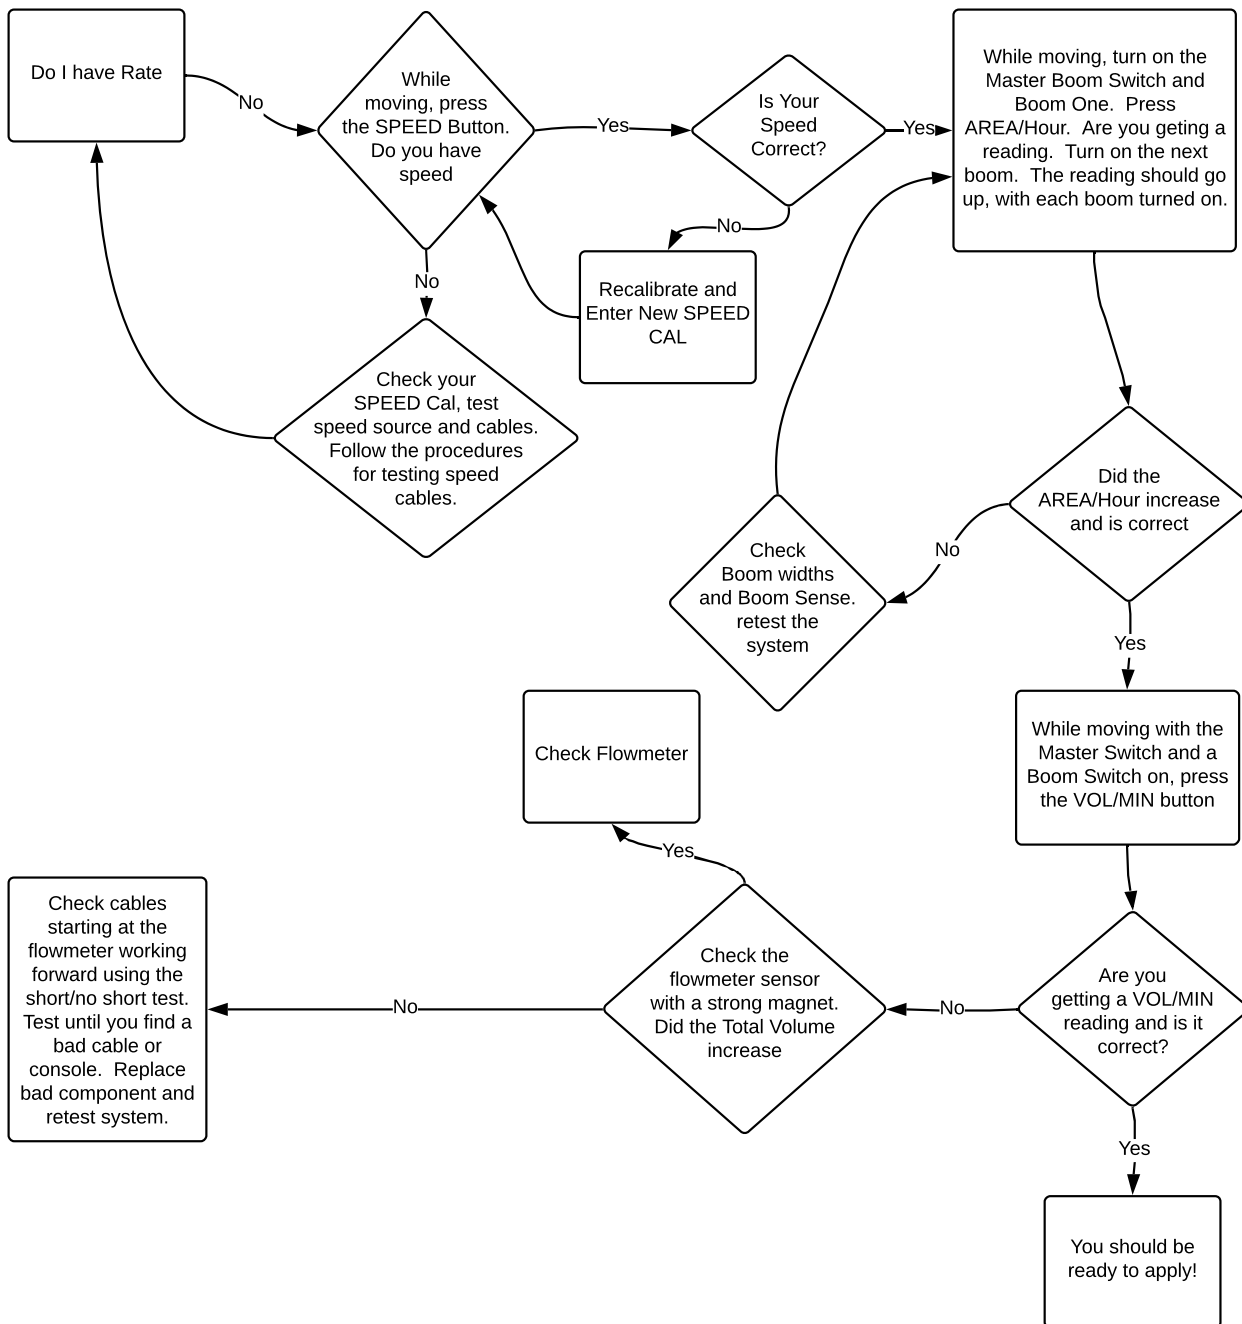 Do I have Rate
No
While
moving, press
the SPEED Button.
Do you have
speed
Yes
Is Your
Speed
Correct?
Yes
While moving, turn on the
Master Boom Switch and
Boom One.  Press
AREA/Hour.  Are you geting a
reading.  Turn on the next
boom.  The reading should go
up, with each boom turned on.
No
Recalibrate and
Enter New SPEED
CAL
No
Check your
SPEED Cal, test
speed source and cables.
Follow the procedures
for testing speed
cables.
Did the
AREA/Hour increase
and is correct
No
Check
Boom widths
and Boom Sense.
retest the
system
Yes
While moving with the
Master Switch and a
Boom Switch on, press
the VOL/MIN button
Check Flowmeter
Yes
Check the
flowmeter sensor
with a strong magnet.
Did the Total Volume
increase
No
Are you
getting a VOL/MIN
reading and is it
correct?
No
Check cables
starting at the
flowmeter working
forward using the
short/no short test.
Test until you find a
bad cable or
console.  Replace
bad component and
retest system.
Yes
You should be
ready to apply!